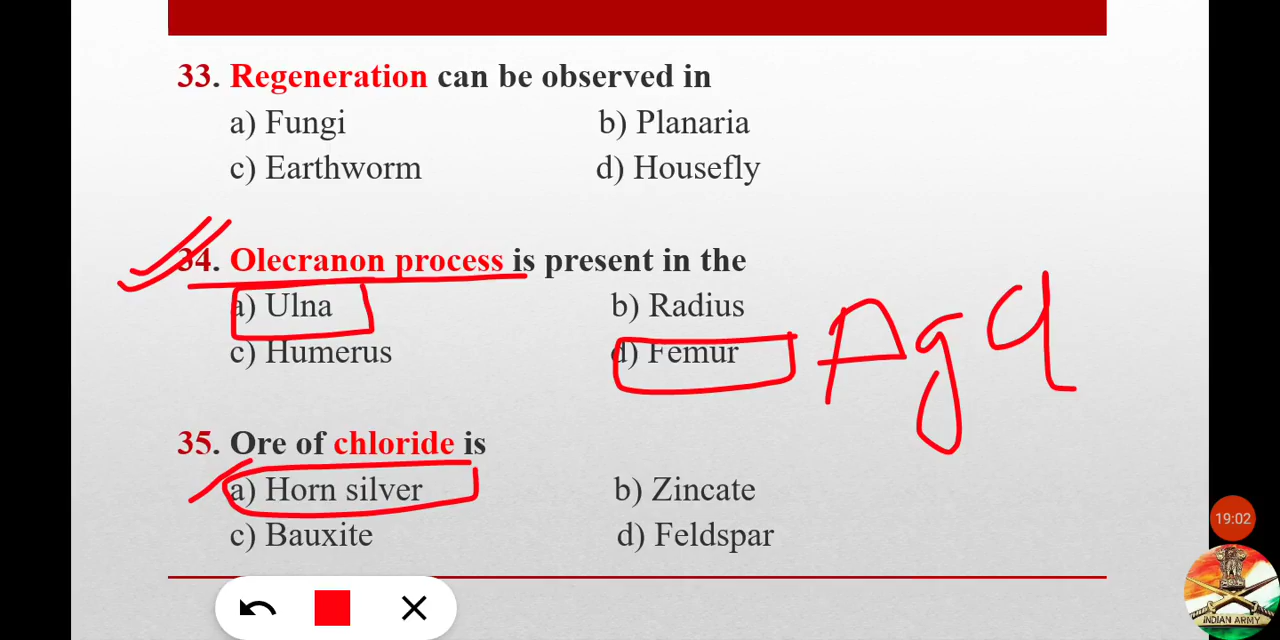 33. Regeneration can be observed in
a) Fungi b) Planaria
c) Earthworm d) Housefly
34. Olecranon process is present in the
a) Ulna b) Radius
c) Humerus d) Femur
AgCl
35. Ore of chloride is
a) Horn silver b) Zincate
c) Bauxite d) Feldspar
19:02
INDIAN ARMY